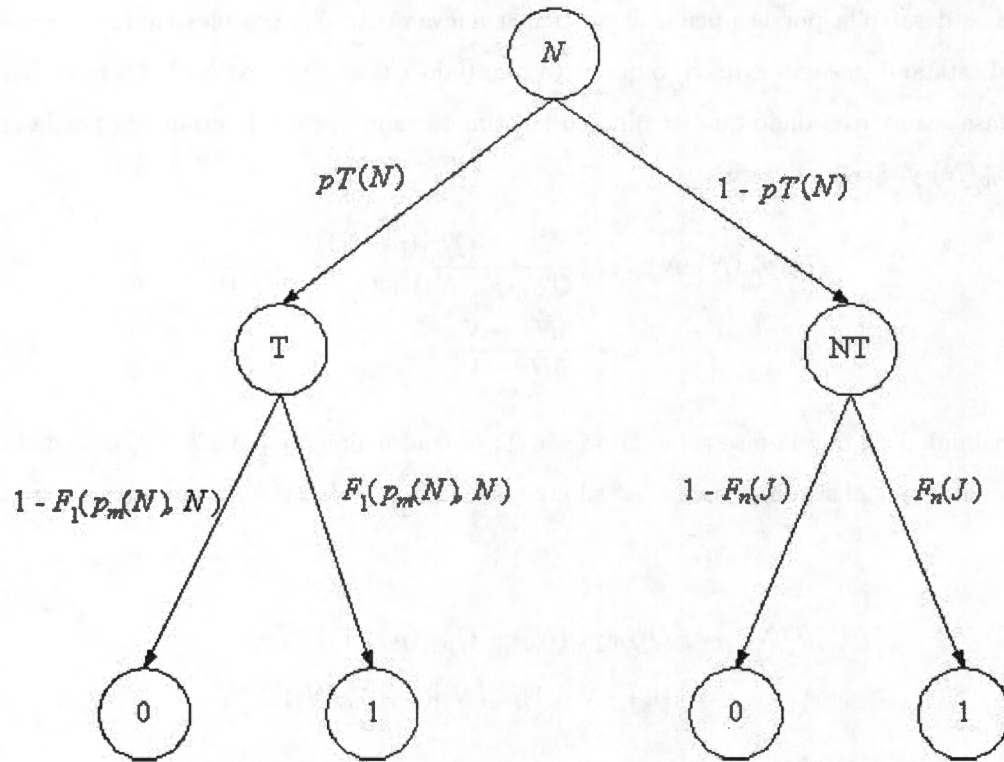 N
pT(N)
1 - pT(N)
T
NT
1 - F₁(pₘ(N), N)
F₁(pₘ(N), N)
1 - Fₙ(J)
Fₙ(J)
0
1
0
1